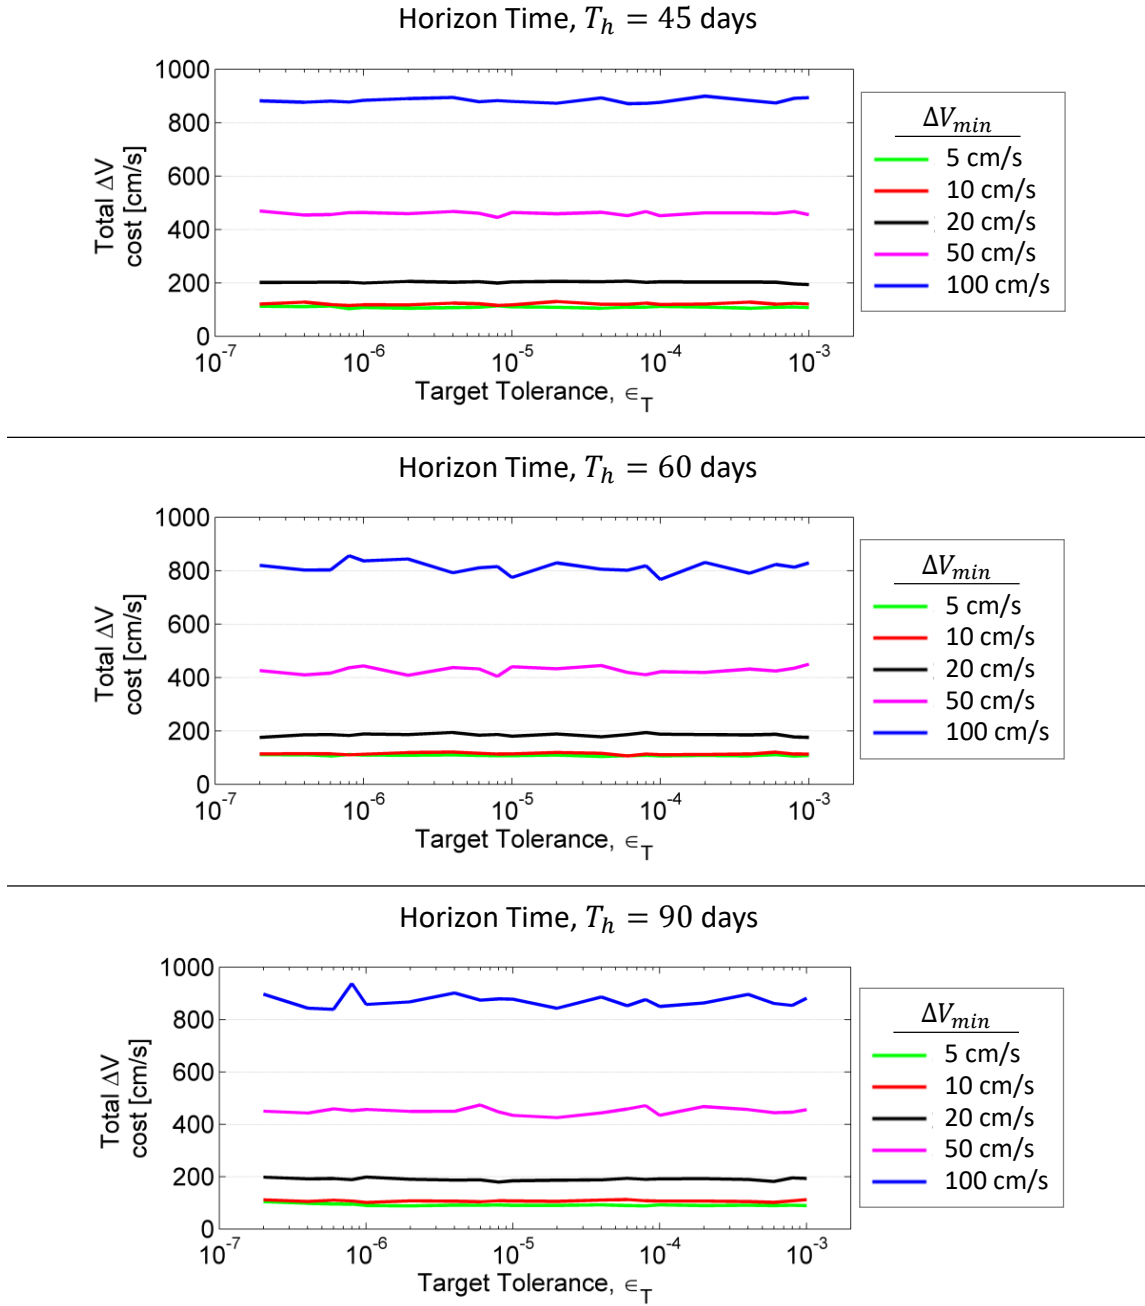 Horizon Time, T_h = 45 days
1000
800
600
400
200
0
Total ΔV
cost [cm/s]
10^-7 10^-6 10^-5 10^-4 10^-3
Target Tolerance, ∈_T
ΔV_min
5 cm/s
10 cm/s
20 cm/s
50 cm/s
100 cm/s
Horizon Time, T_h = 60 days
1000
800
600
400
200
0
Total ΔV
cost [cm/s]
10^-7 10^-6 10^-5 10^-4 10^-3
Target Tolerance, ∈_T
ΔV_min
5 cm/s
10 cm/s
20 cm/s
50 cm/s
100 cm/s
Horizon Time, T_h = 90 days
1000
800
600
400
200
0
Total ΔV
cost [cm/s]
10^-7 10^-6 10^-5 10^-4 10^-3
Target Tolerance, ∈_T
ΔV_min
5 cm/s
10 cm/s
20 cm/s
50 cm/s
100 cm/s